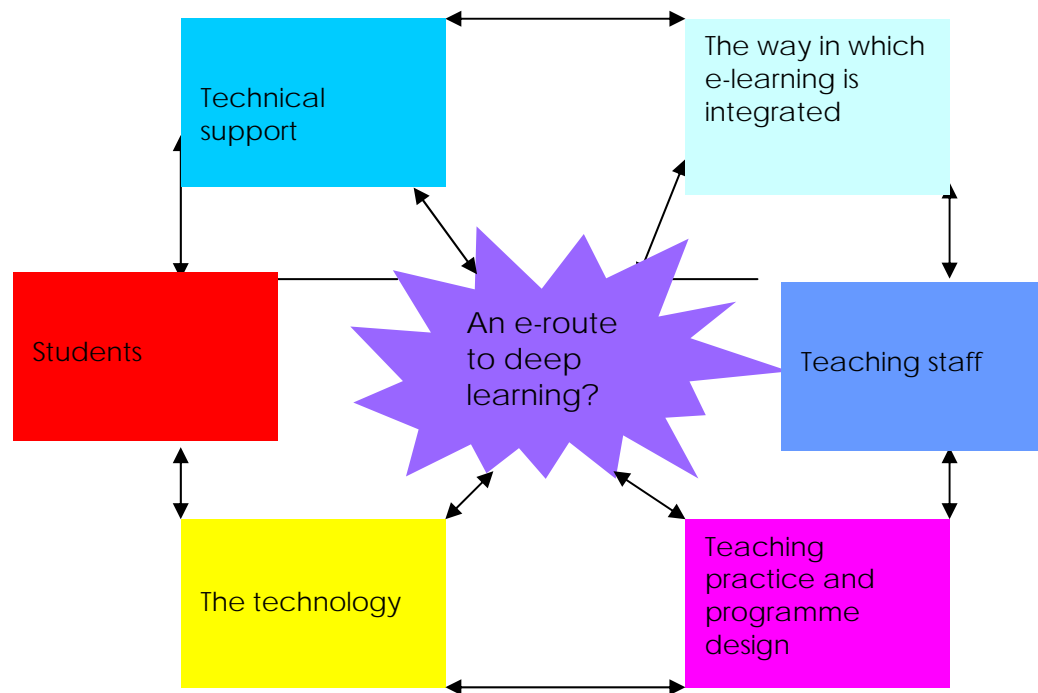 Technical
support
The way in which
e-learning is
integrated
Students
An e-route
to deep
learning?
Teaching staff
The technology
Teaching
practice and
programme
design